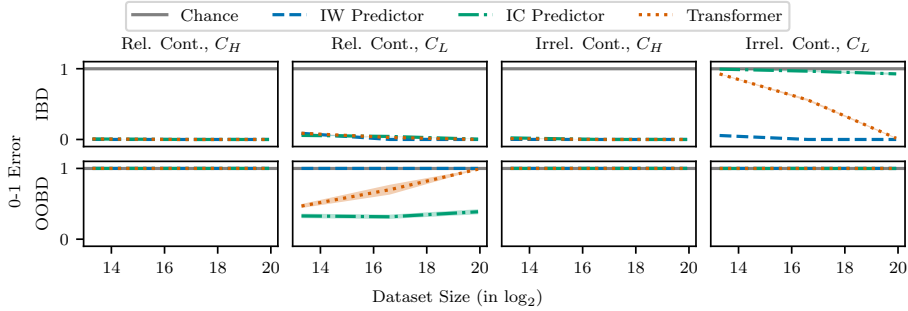 Chance IW Predictor IC Predictor Transformer
Rel. Cont., C_H Rel. Cont., C_L Irrel. Cont., C_H Irrel. Cont., C_L
0-1 Error
IBD
1
0
OOBD
1
0
14 16 18 20 14 16 18 20 14 16 18 20 14 16 18 20
Dataset Size (in log₂)